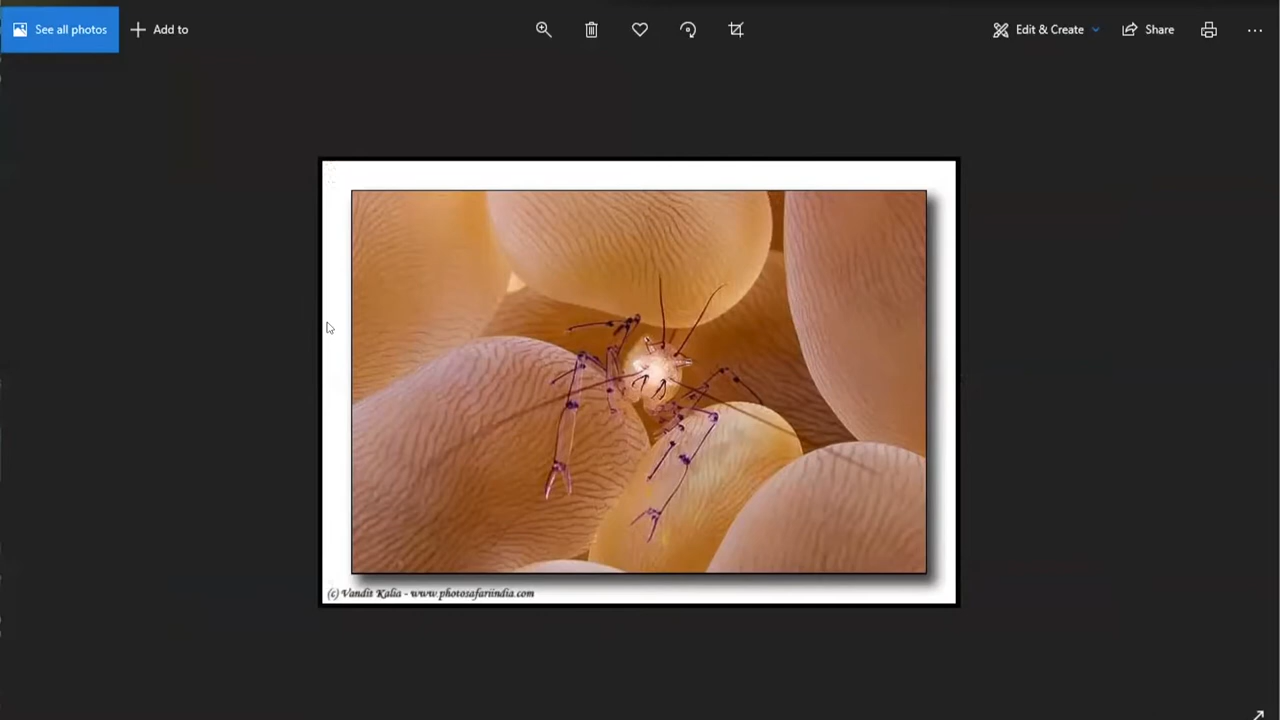 See all photos
Add to
Edit & Create
Share
(c) Vandit Kalia - www.photosafariindia.com